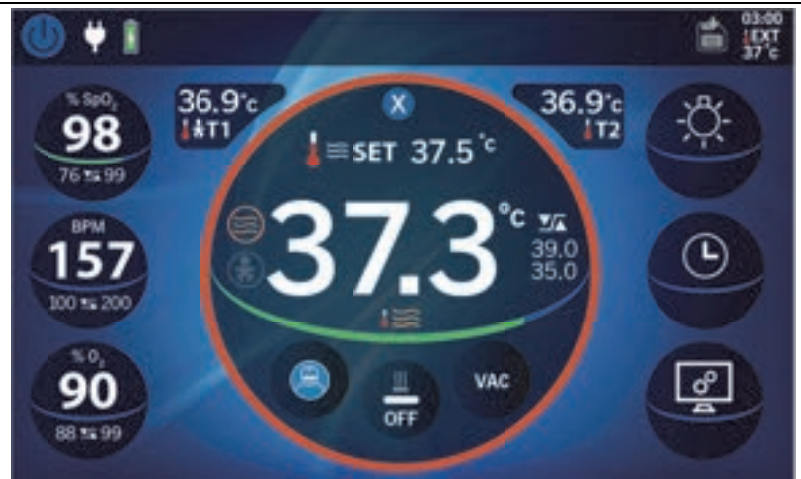 03:00
EXT
37°c
% SpO₂
98
76 99
36.9°c
T1
X
SET 37.5°c
36.9°c
T2
BPM
157
100 200
37.3°c
39.0
35.0
% O₂
90
88 99
OFF
VAC